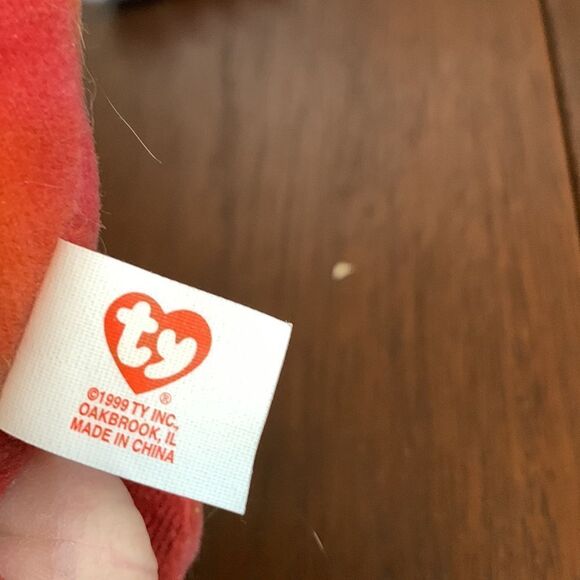 ty
®
©1999 TY INC.,
OAKBROOK, IL
MADE IN CHINA